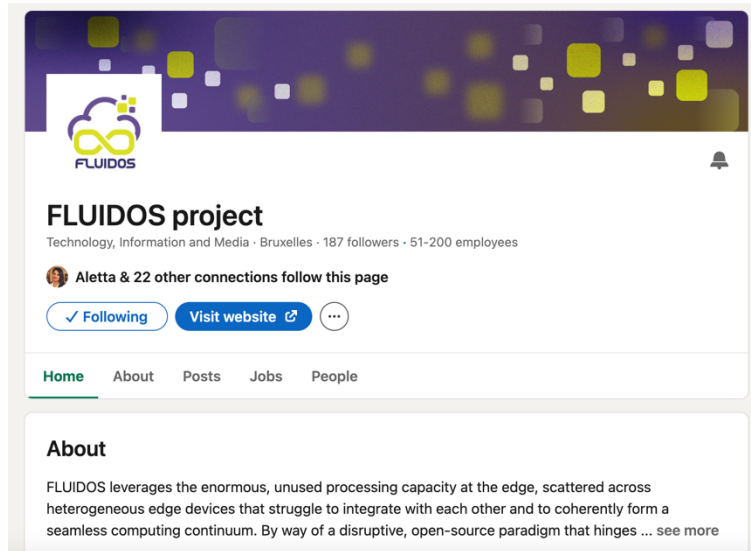 FLUIDOS
FLUIDOS project
Technology, Information and Media · Bruxelles · 187 followers · 51-200 employees
Aletta & 22 other connections follow this page
✓ Following
Visit website
Home About Posts Jobs People
About
FLUIDOS leverages the enormous, unused processing capacity at the edge, scattered across
heterogeneous edge devices that struggle to integrate with each other and to coherently form a
seamless computing continuum. By way of a disruptive, open-source paradigm that hinges ... see more